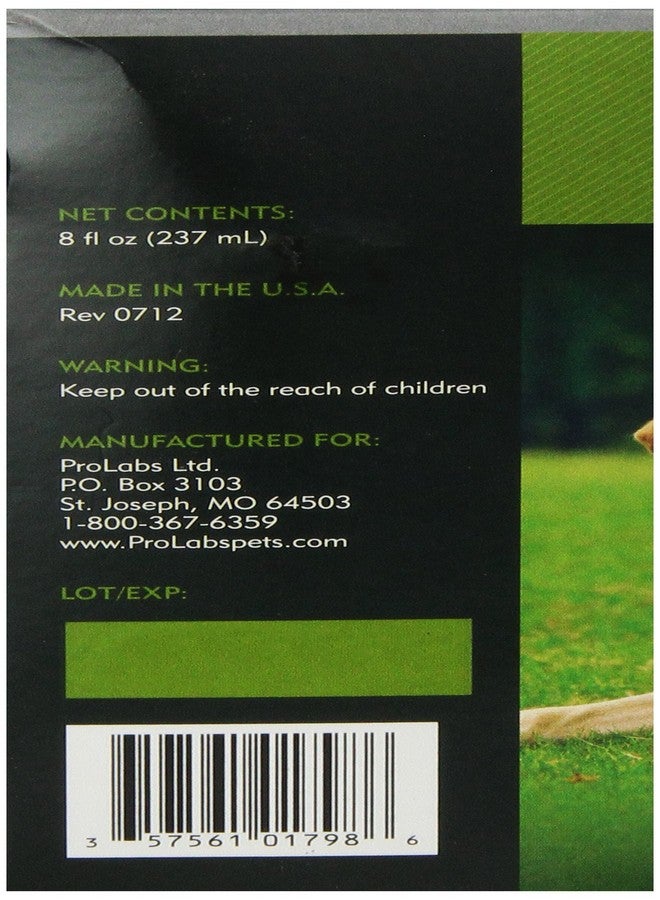 NET CONTENTS:
8 fl oz (237 mL)
MADE IN THE U.S.A.
Rev 0712
WARNING:
Keep out of the reach of children
MANUFACTURED FOR:
ProLabs Ltd.
P.O. Box 3103
St. Joseph, MO 64503
1-800-367-6359
www.ProLabspets.com
LOT/EXP:
3 57561 01798 6